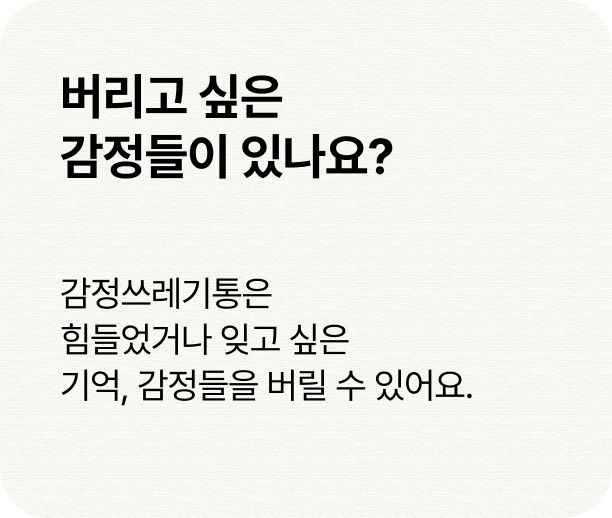 버리고 싶은
감정들이 있나요?
감정쓰레기통은
힘들었거나 잊고 싶은
기억, 감정들을 버릴 수 있어요.